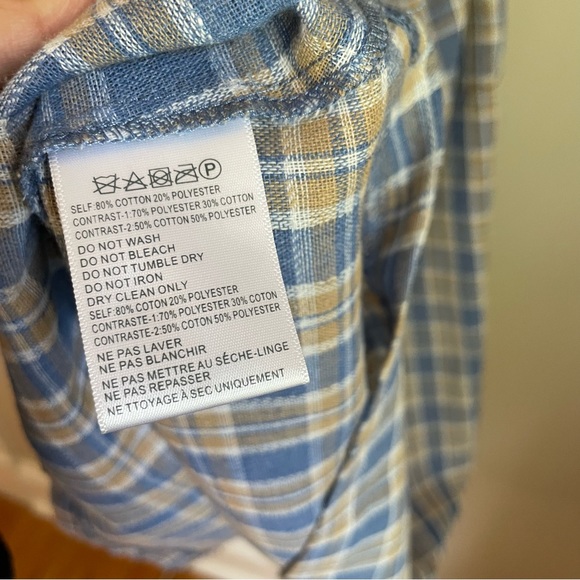 P
SELF:80% COTTON 20% POLYESTER
CONTRAST-1:70% POLYESTER 30% COTTON
CONTRAST-2:50% COTTON 50% POLYESTER
DO NOT WASH
DO NOT BLEACH
DO NOT TUMBLE DRY
DO NOT IRON
DRY CLEAN ONLY
SELF:80% COTON 20% POLYESTER
CONTRASTE-1:70% POLYESTER 30% COTON
CONTRASTE-2:50% COTON 50% POLYESTER
NE PAS LAVER
NE PAS BLANCHIR
NE PAS METTRE AU SÈCHE-LINGE
NE PAS REPASSER
NE TTOYAGE À SEC UNIQUEMENT